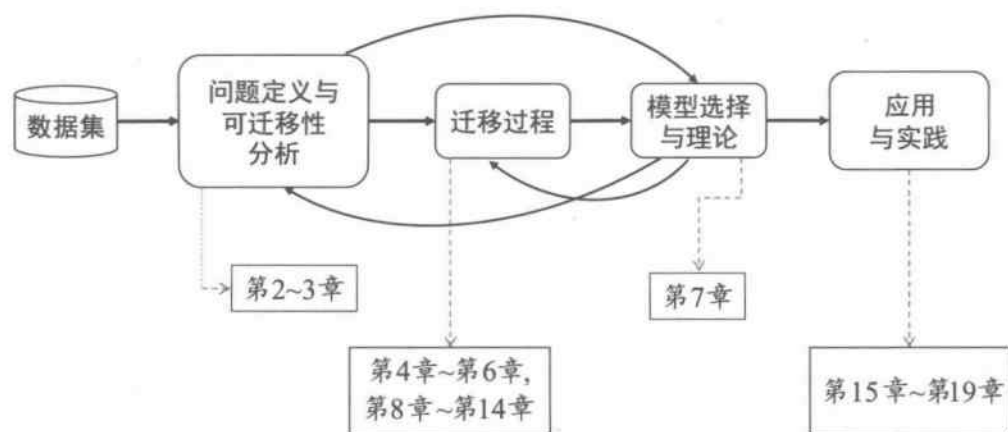 数据集
问题定义与
可迁移性
分析
迁移过程
模型选择
与理论
应用
与实践
第2~3章
第4章~第6章,
第8章~第14章
第7章
第15章~第19章